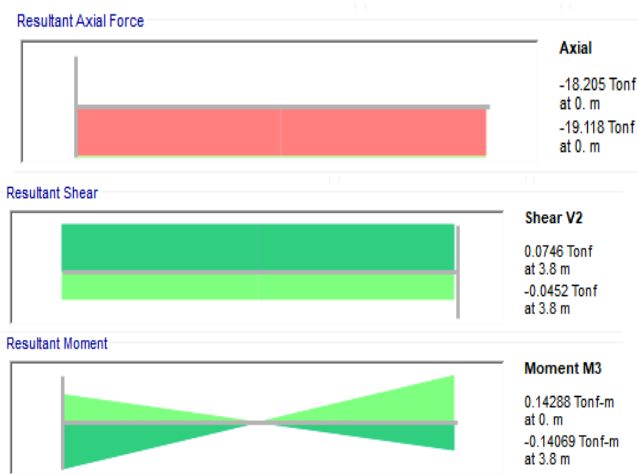 Resultant Axial Force
Axial
-18.205 Tonf
at 0. m
-19.118 Tonf
at 0. m
Resultant Shear
Shear V2
0.0746 Tonf
at 3.8 m
-0.0452 Tonf
at 3.8 m
Resultant Moment
Moment M3
0.14288 Tonf-m
at 0. m
-0.14069 Tonf-m
at 3.8 m